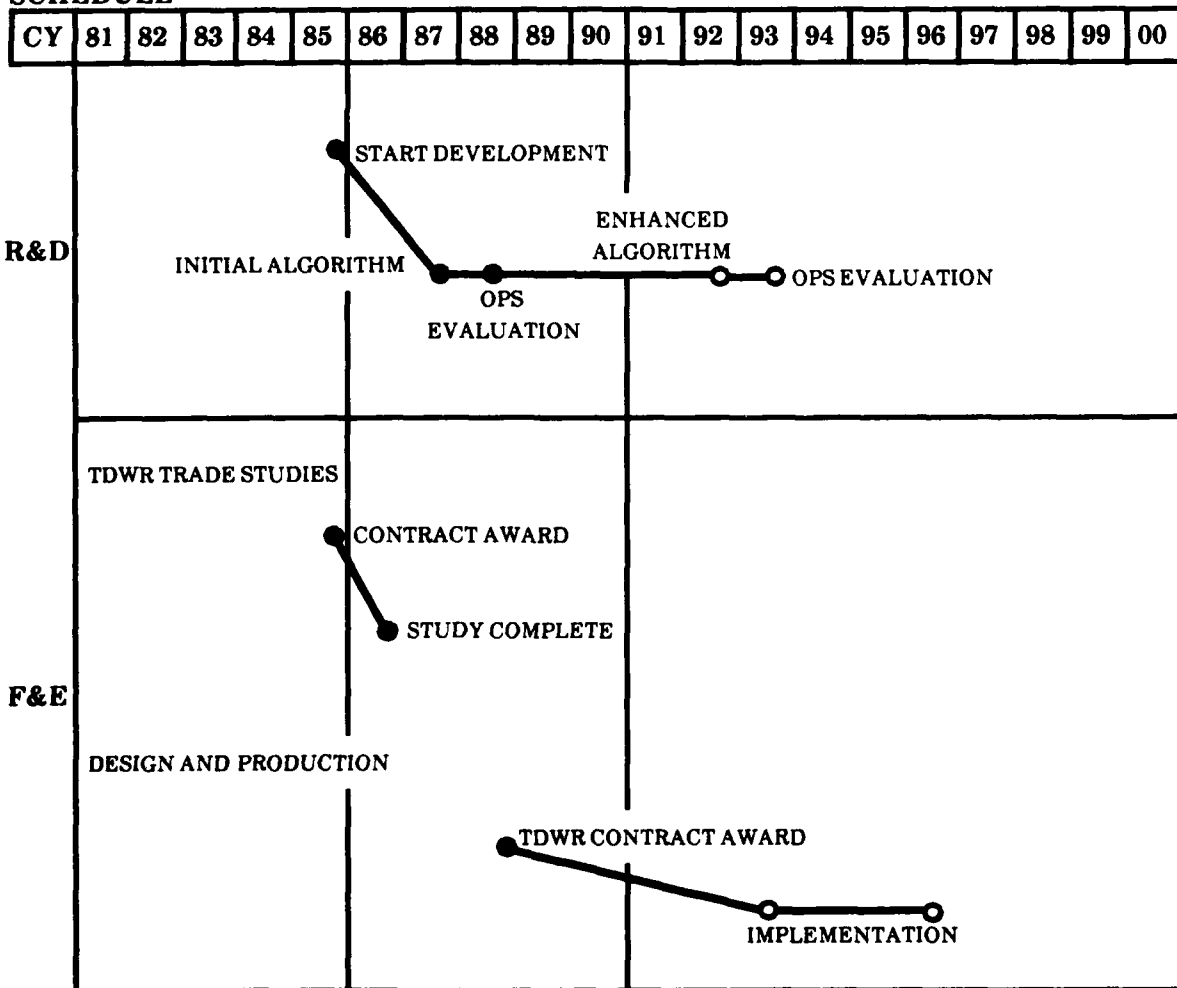 SCHEDULE
CY 81 82 83 84 85 86 87 88 89 90 91 92 93 94 95 96 97 98 99 00
START DEVELOPMENT
ENHANCED
ALGORITHM
R&D
INITIAL ALGORITHM
OPS EVALUATION
OPS
EVALUATION
TDWR TRADE STUDIES
CONTRACT AWARD
STUDY COMPLETE
F&E
DESIGN AND PRODUCTION
TDWR CONTRACT AWARD
IMPLEMENTATION